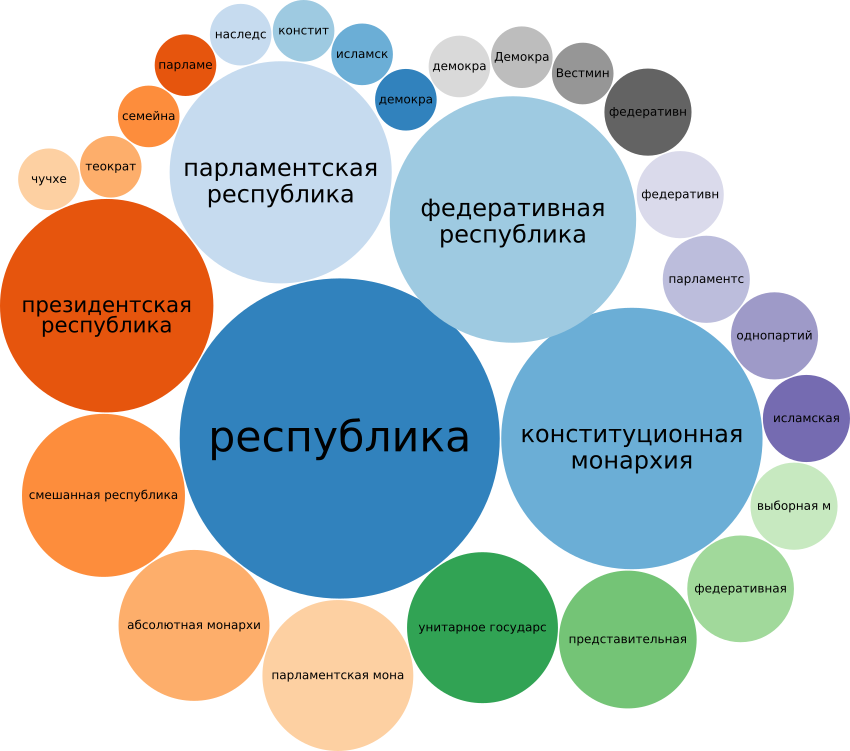 наследс
констит
исламск
парламе
демокра
демокра
Демокра
Вестмин
федеративн
семейна
теократ
чучхе
парламентская
республика
федеративная
республика
федеративн
парламентс
президентская
республика
однопартий
исламская
республика
конституционная
монархия
смешанная республика
выборная м
федеративная
абсолютная монархи
унитарное государс
представительная
парламентская мона